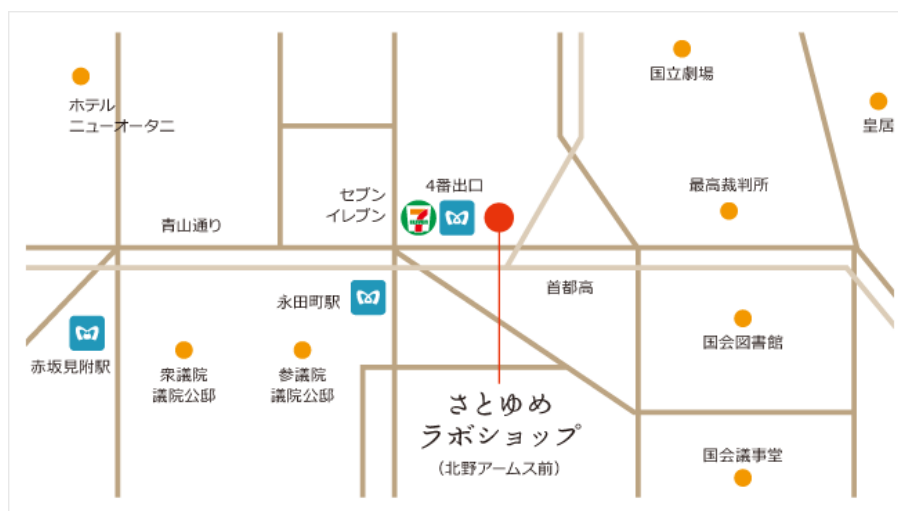 国立劇場
ホテル
ニューオータニ
皇居
4番出口
最高裁判所
セブン
イレブン
青山通り
首都高
永田町駅
国会図書館
赤坂見附駅
衆議院
議院公邸
参議院
議院公邸
さとゆめ
ラボショップ
（北野アームス前）
国会議事堂